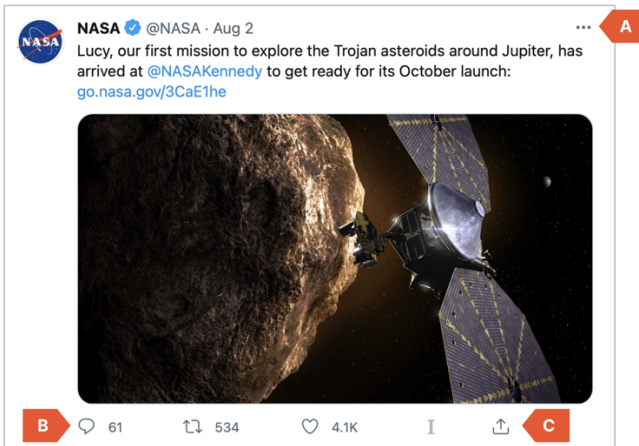 NASA @NASA · Aug 2
A
NASA
Lucy, our first mission to explore the Trojan asteroids around Jupiter, has
arrived at @NASAKennedy to get ready for its October launch:
go.nasa.gov/3CaE1he
B
61
534
4.1K
C